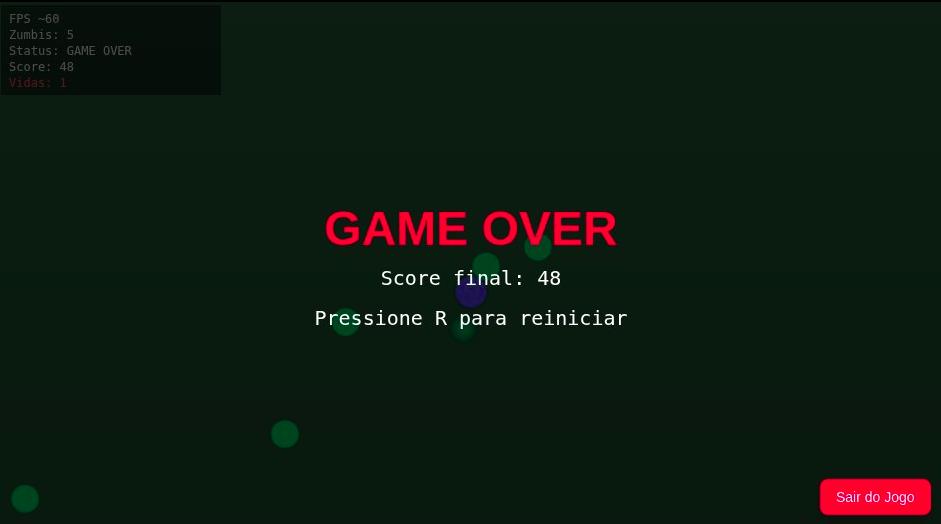 FPS ~60
Zumbis: 5
Status: GAME OVER
Score: 48
Vidas: 1
GAME OVER
Score final: 48
Pressione R para reiniciar
Sair do Jogo